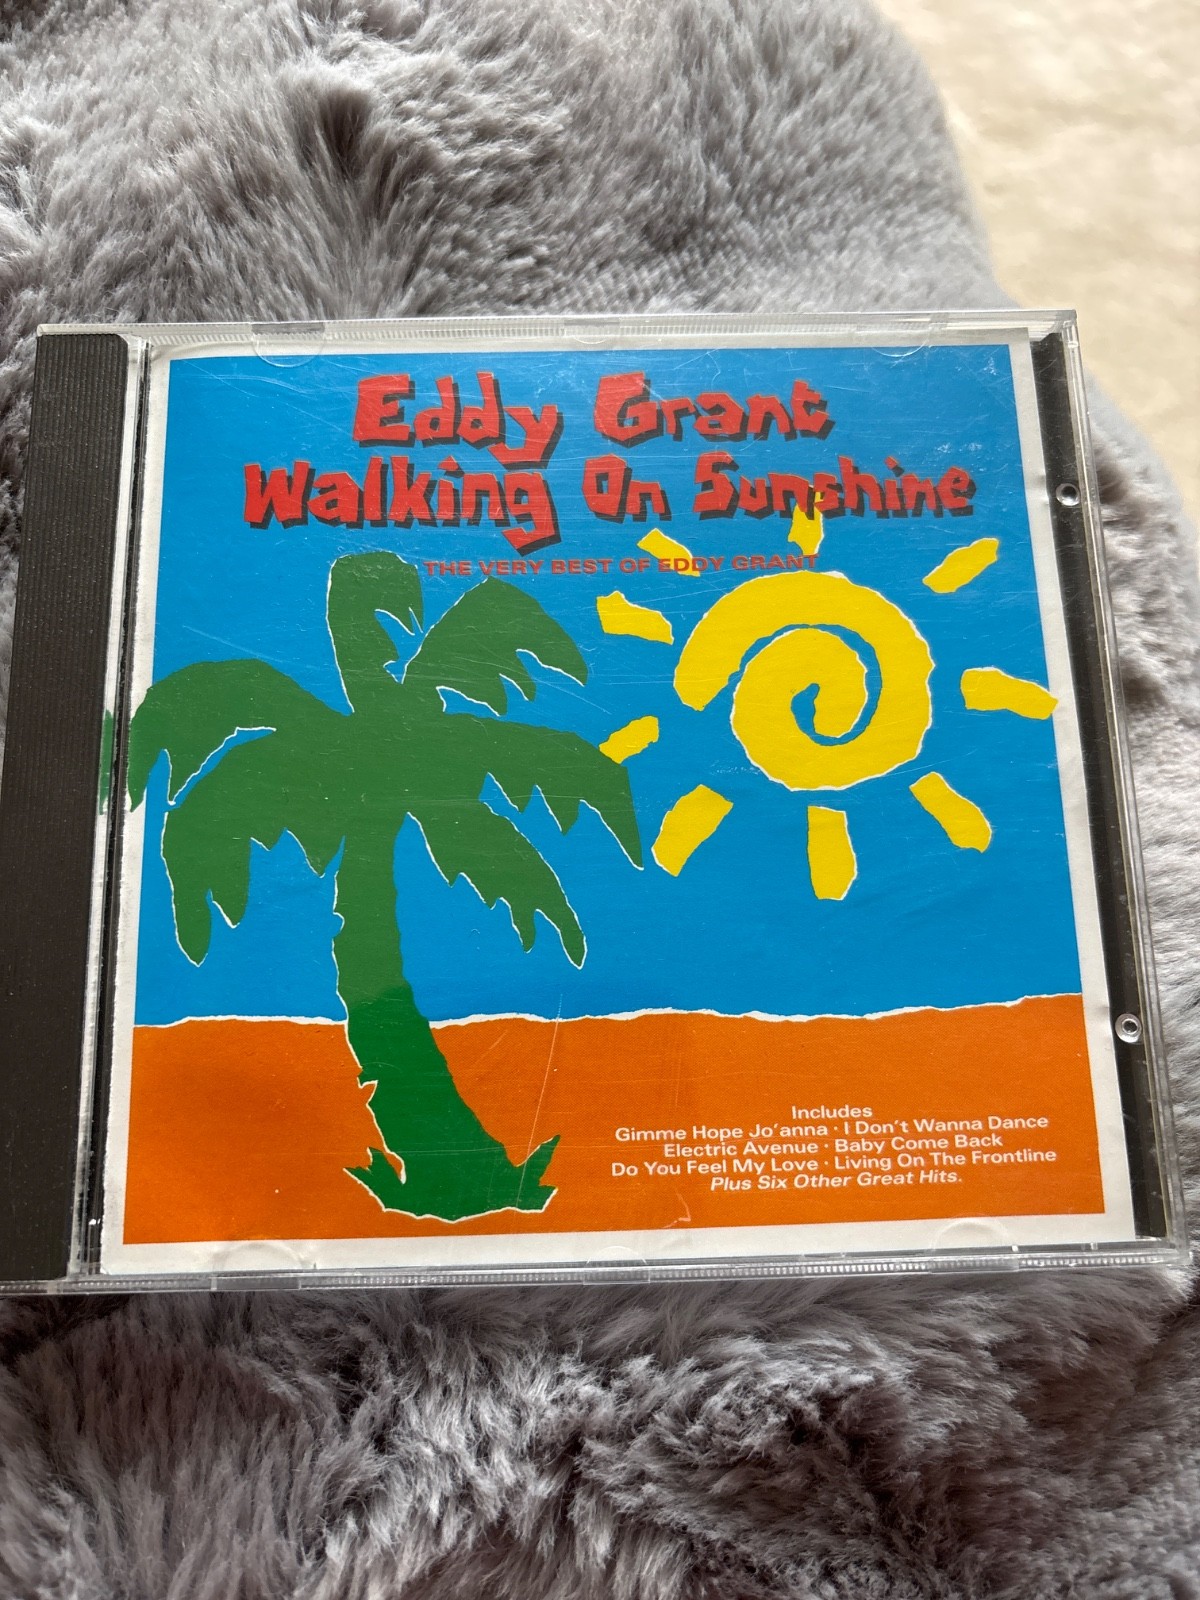 Eddy Grant
Walking On Sunshine
THE VERY BEST OF EDDY GRANT
Includes
Gimme Hope Jo'anna · I Don't Wanna Dance
Electric Avenue · Baby Come Back
Do You Feel My Love · Living On The Frontline
Plus Six Other Great Hits.